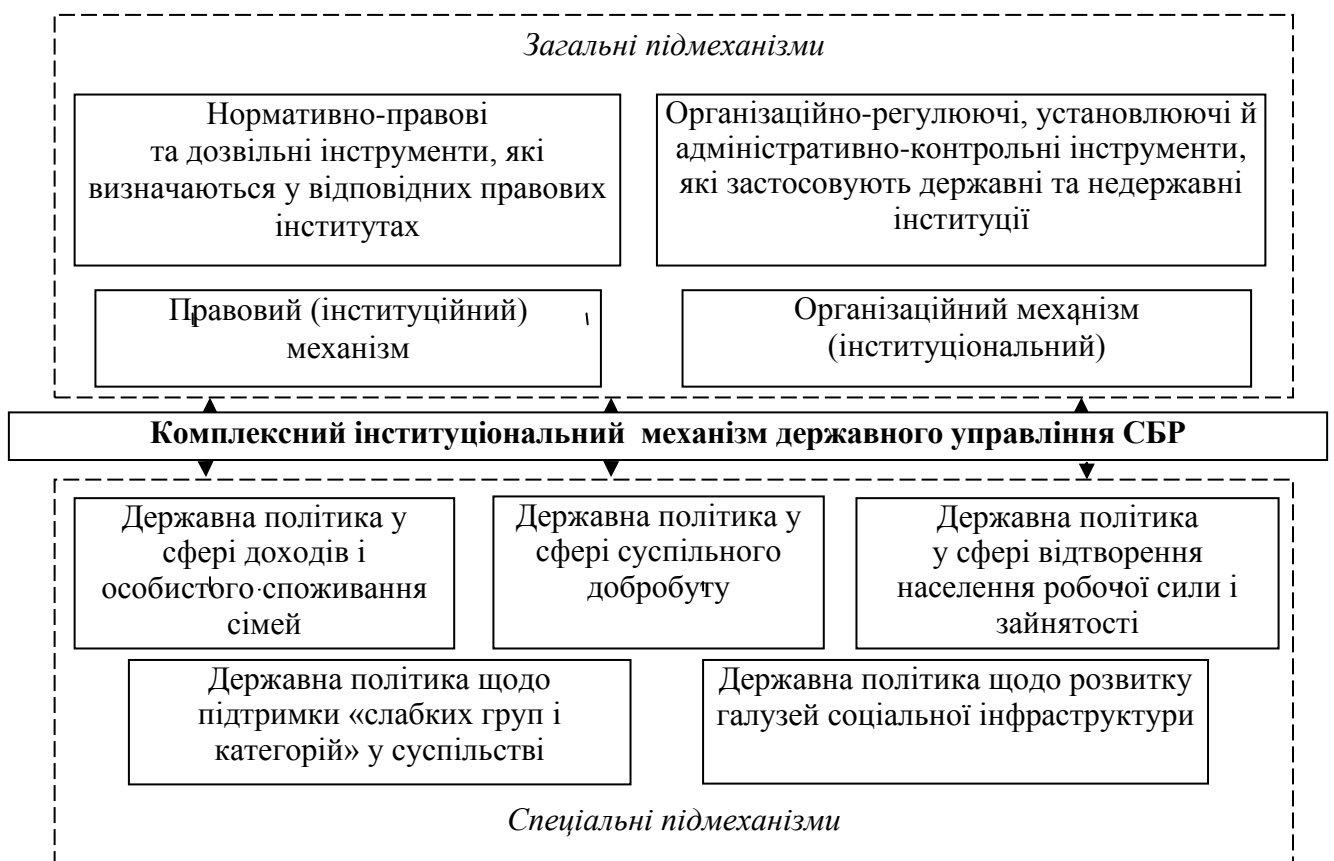 Загальні підмеханізми
Нормативно-правові
та дозвільні інструменти, які
визначаються у відповідних правових
інститутах
Організаційно-регулюючі, установлюючі й
адміністративно-контрольні інструменти,
які застосовують державні та недержавні
інституції
Правовий (інституційний)
механізм
Організаційний механізм
(інституціональний)
Комплексний інституціональний механізм державного управління СБР
Державна політика у
сфері доходів і
особистого споживання
сімей
Державна політика у
сфері суспільного
добробуту
Державна політика
у сфері відтворення
населення робочої сили і
зайнятості
Державна політика щодо
підтримки «слабких груп і
категорій» у суспільстві
Державна політика щодо розвитку
галузей соціальної інфраструктури
Спеціальні підмеханізми